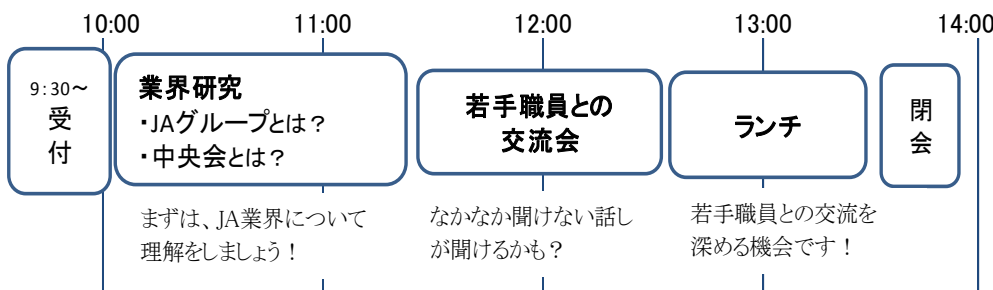 10:00 11:00 12:00 13:00 14:00
9:30～
受
付
業界研究
・JAグループとは？
・中央会とは？
若手職員との
交流会
ランチ
閉
会
まずは、JA業界について
理解をしましょう！
なかなか聞けない話し
が聞けるかも？
若手職員との交流を
深める機会です！